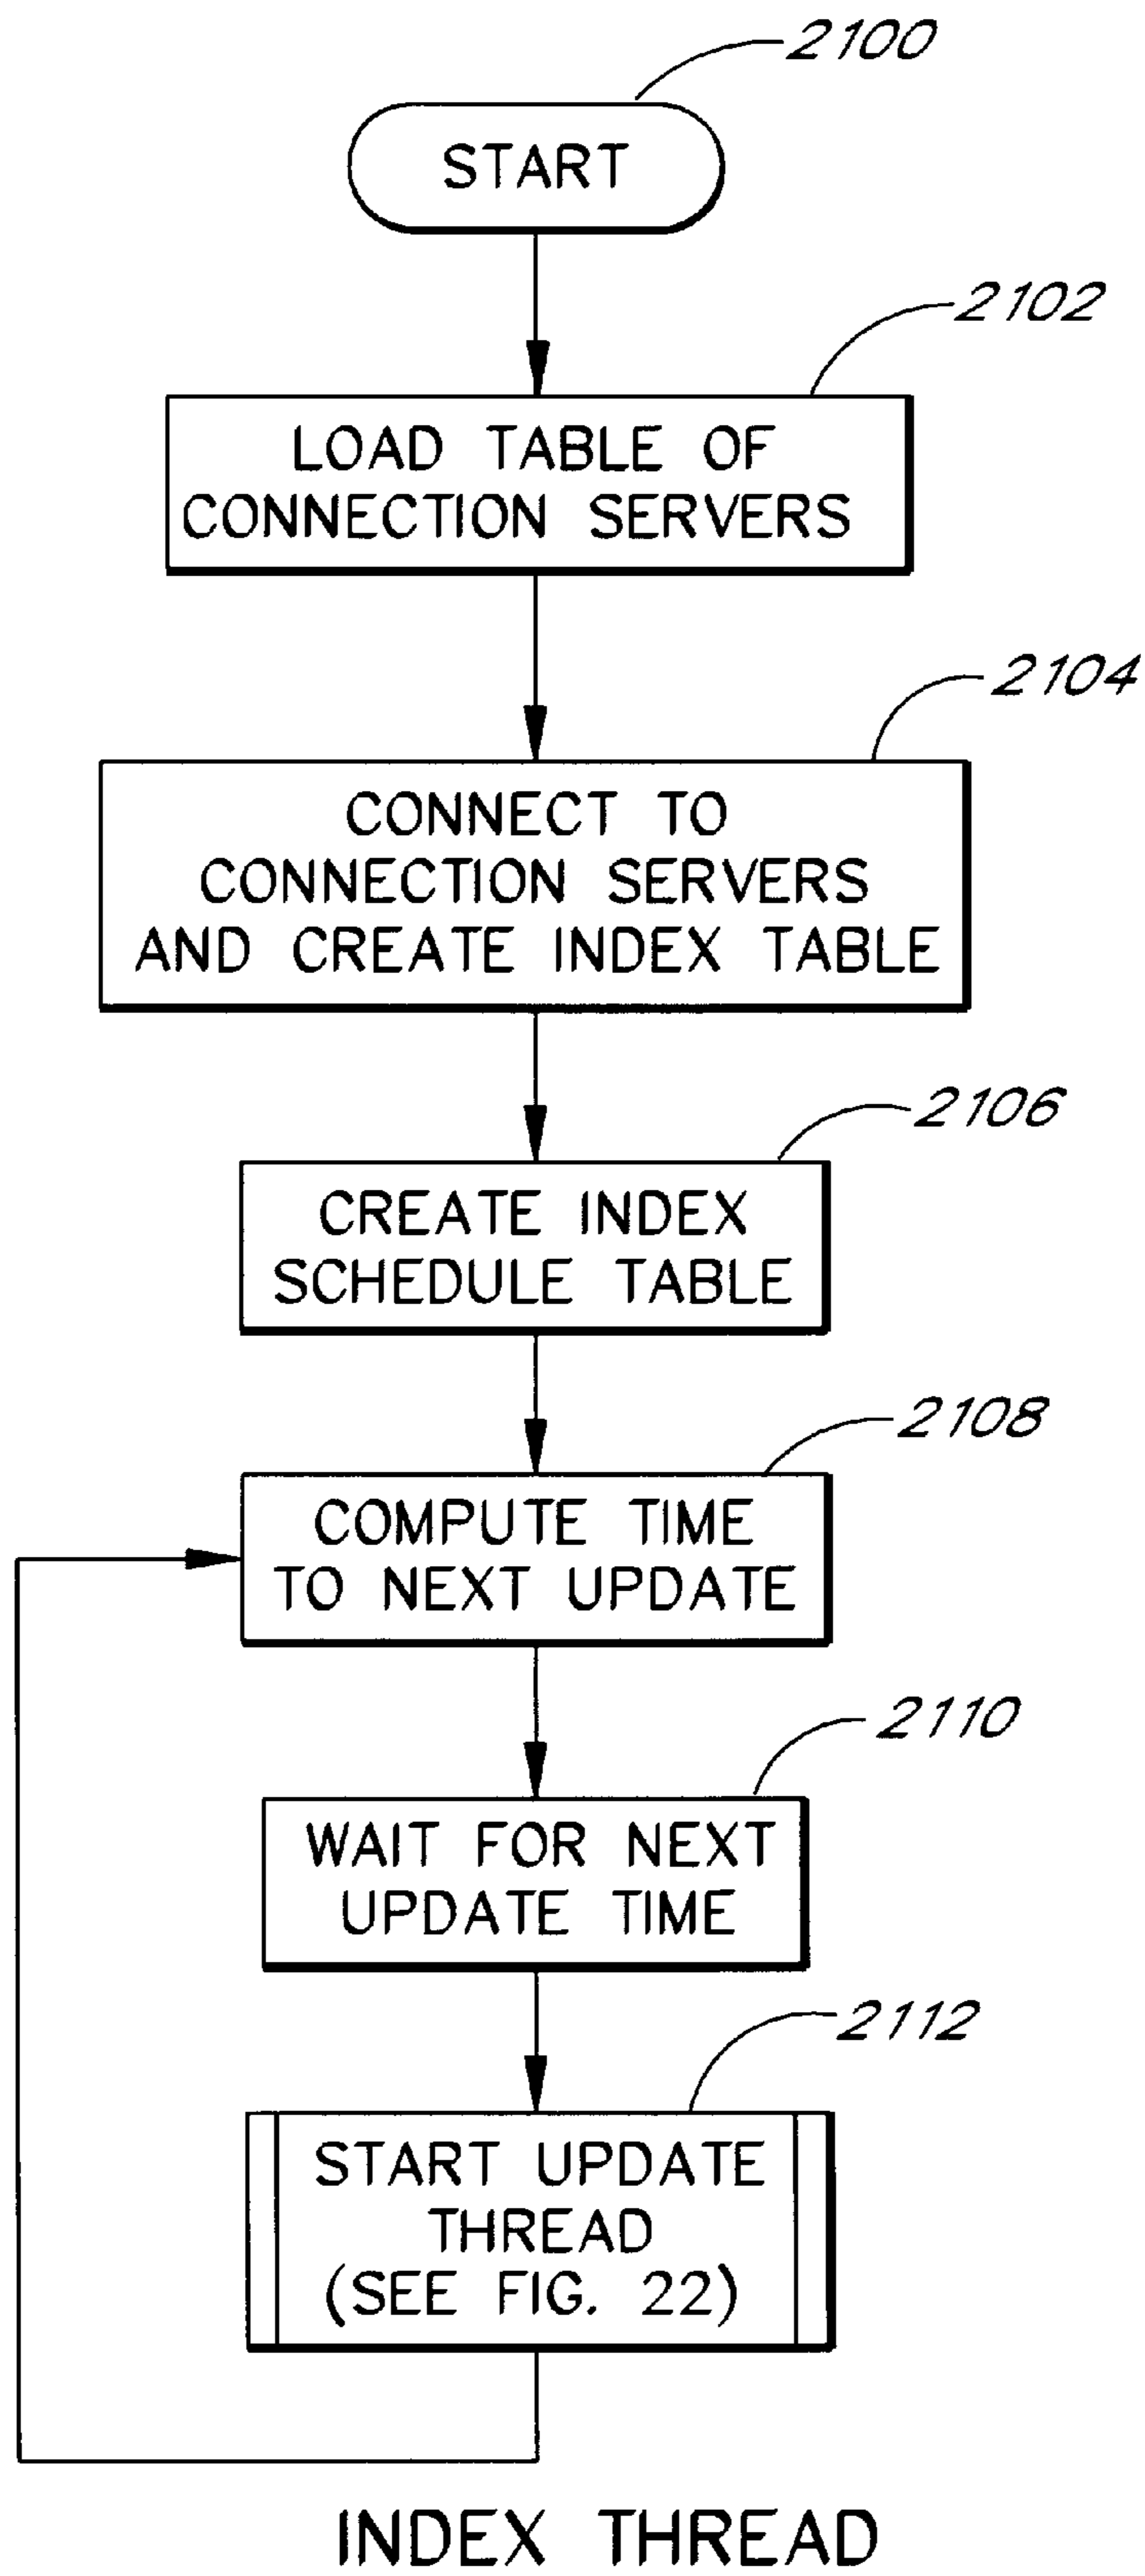 2100
START
2102
LOAD TABLE OF
CONNECTION SERVERS
2104
CONNECT TO
CONNECTION SERVERS
AND CREATE INDEX TABLE
2106
CREATE INDEX
SCHEDULE TABLE
2108
COMPUTE TIME
TO NEXT UPDATE
2110
WAIT FOR NEXT
UPDATE TIME
2112
START UPDATE
THREAD
(SEE FIG. 22)
INDEX THREAD